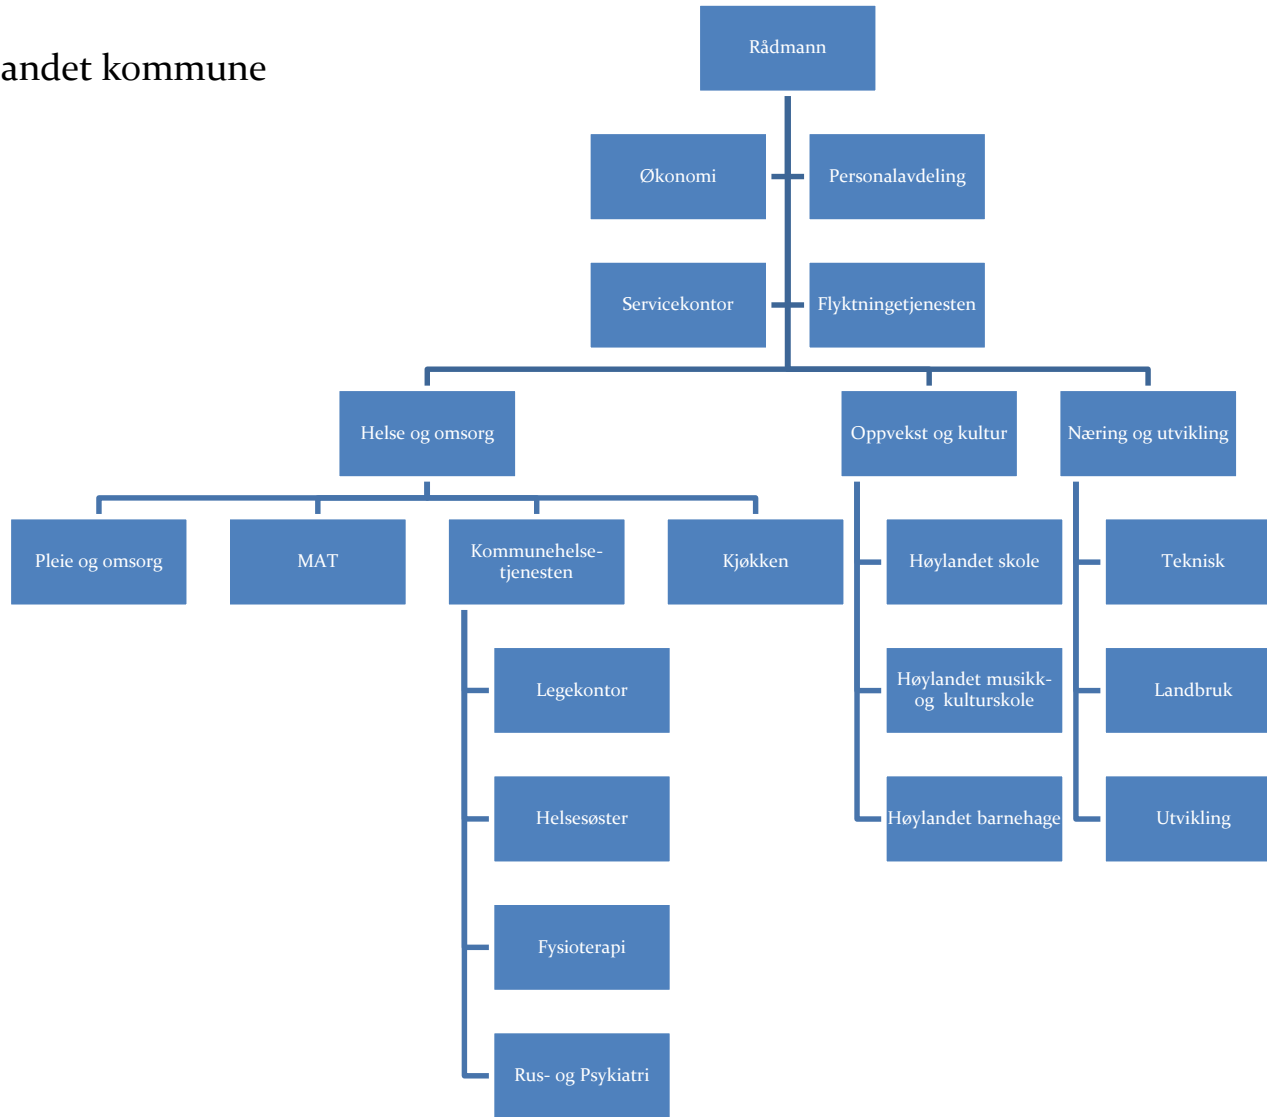 andet kommune
Rådmann
Økonomi
Personalavdeling
Servicekontor
Flyktningetjenesten
Helse og omsorg
Oppvekst og kultur
Næring og utvikling
Pleie og omsorg
MAT
Kommunehelse-
tjenesten
Kjøkken
Høylandet skole
Teknisk
Legekontor
Høylandet musikk-
og kulturskole
Landbruk
Helsesøster
Høylandet barnehage
Utvikling
Fysioterapi
Rus- og Psykiatri